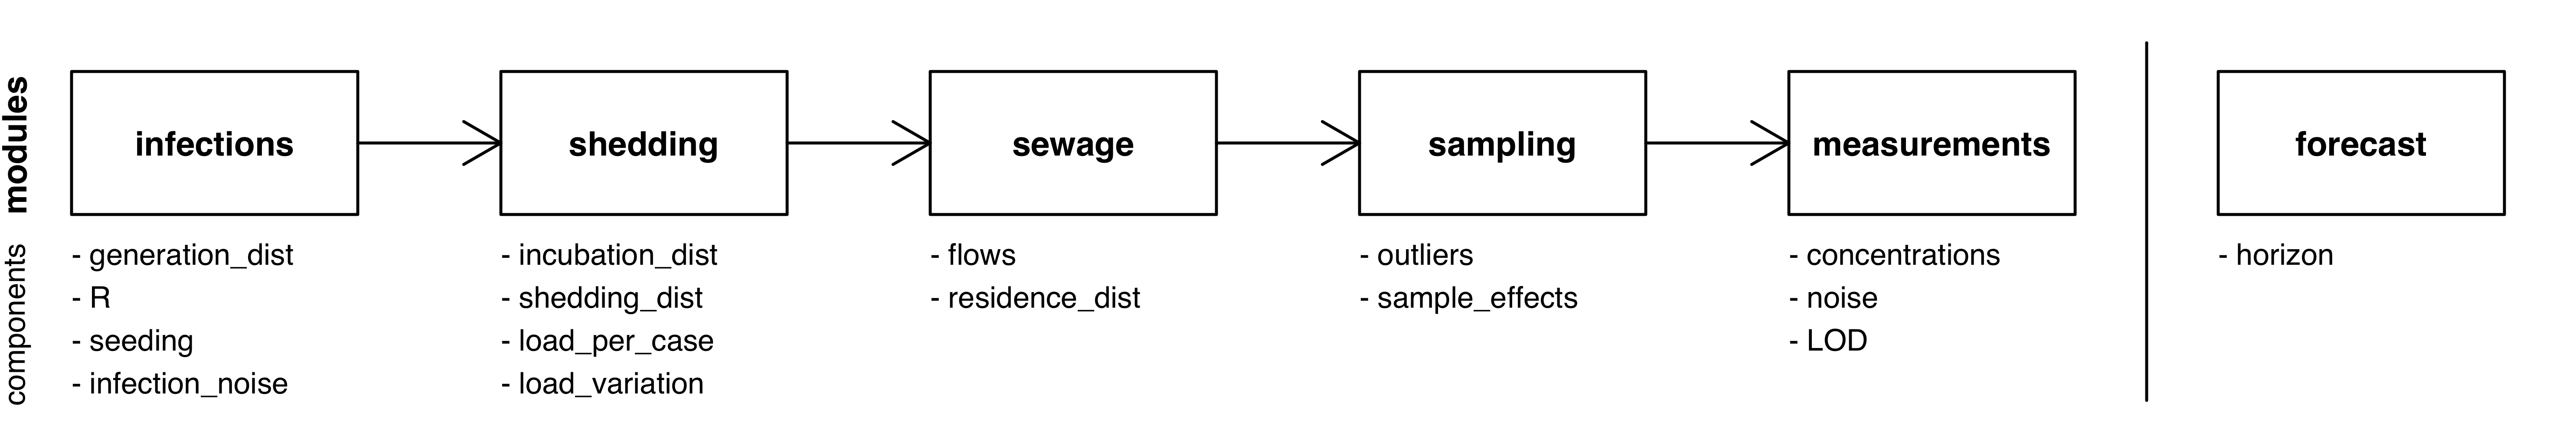 modules
infections
shedding
sewage
sampling
measurements
forecast
components
- generation_dist
- R
- seeding
- infection_noise
- incubation_dist
- shedding_dist
- load_per_case
- load_variation
- flows
- residence_dist
- outliers
- sample_effects
- concentrations
- noise
- LOD
- horizon